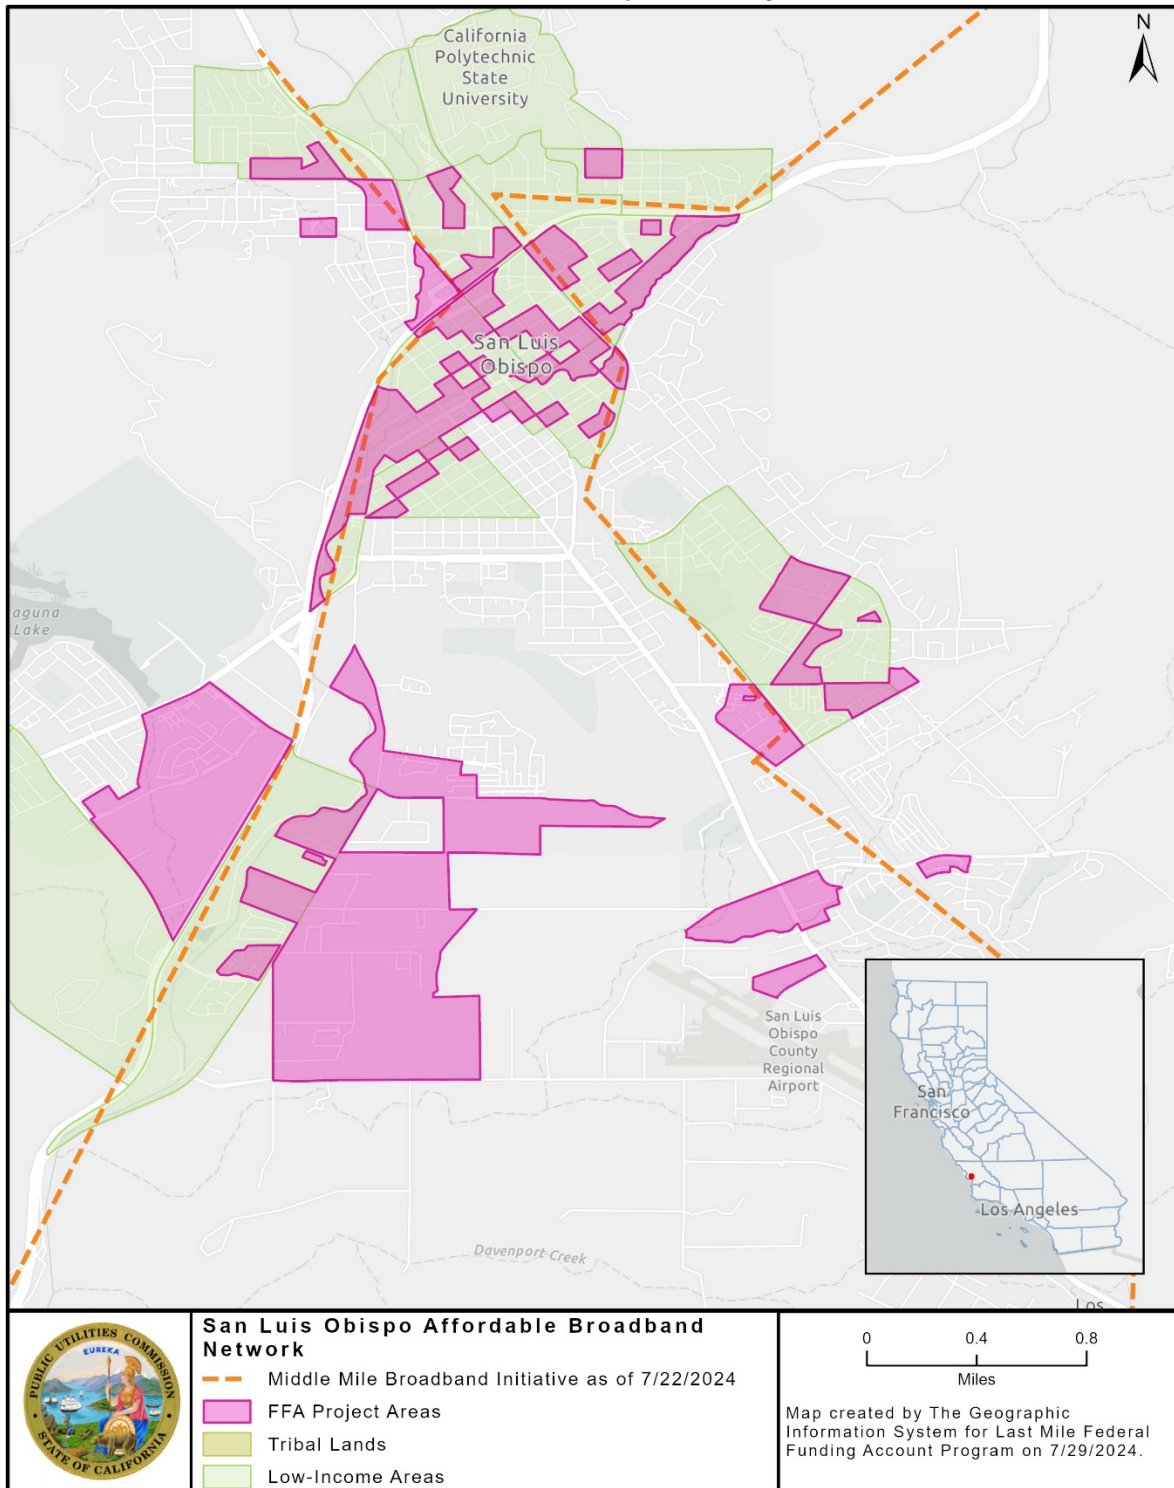 N
California
Polytechnic
State
University
San Luis
Obispo
aguna
Lake
San Luis
Obispo
County
Regional
Airport
Davenport Creek
San
Francisco
Los Angeles
Los
PUBLIC UTILITIES COMMISSION
EUREKA
STATE OF CALIFORNIA
San Luis Obispo Affordable Broadband
Network
Middle Mile Broadband Initiative as of 7/22/2024
FFA Project Areas
Tribal Lands
Low-Income Areas
0 0.4 0.8
Miles
Map created by The Geographic
Information System for Last Mile Federal
Funding Account Program on 7/29/2024.